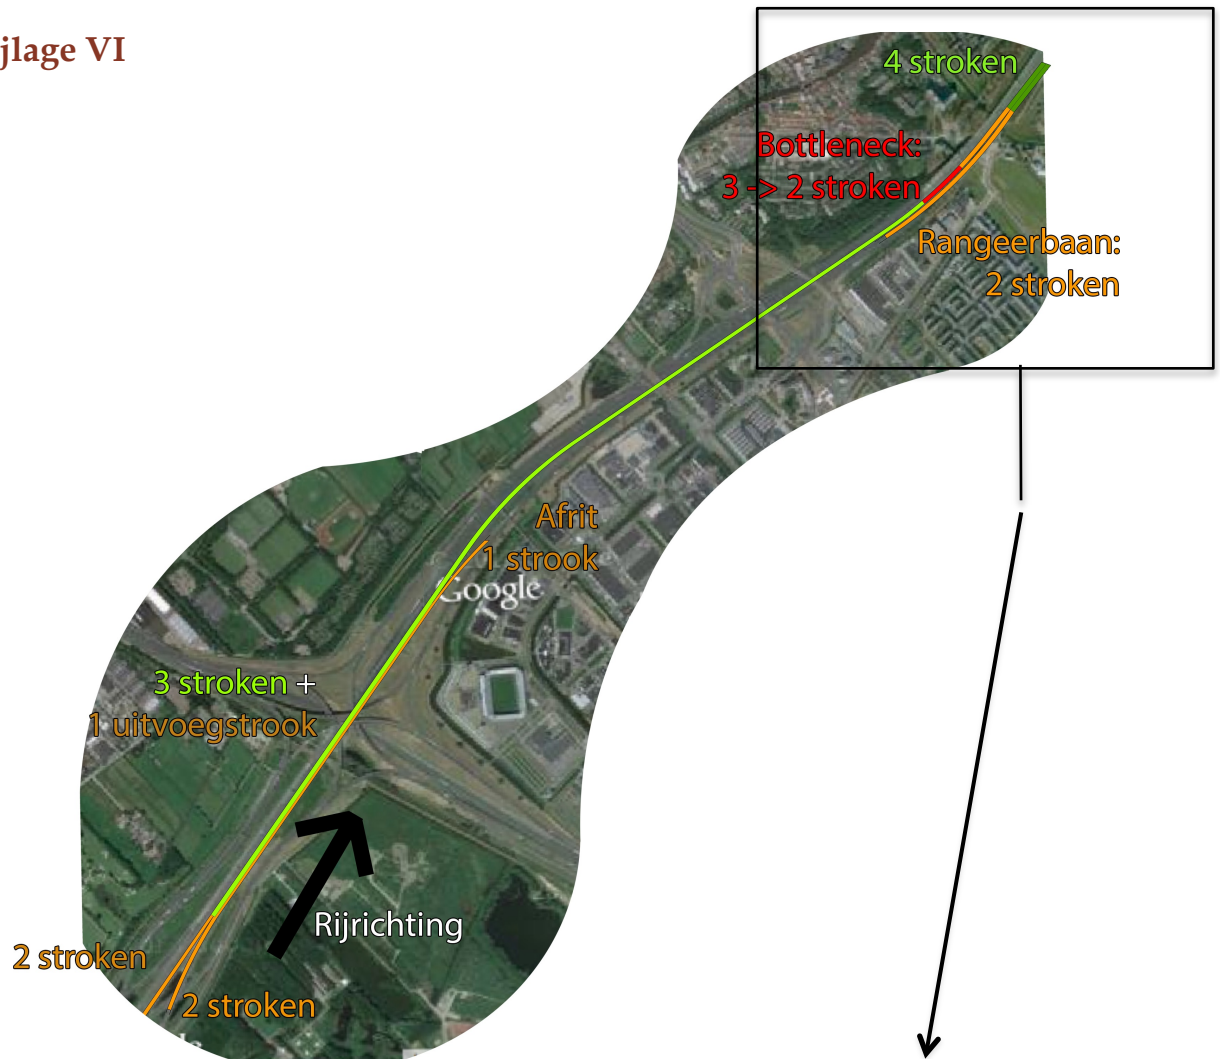 jlage VI
4 stroken
Bottleneck:
3 -> 2 stroken
Rangeerbaan:
2 stroken
Afrit
1 strook
Google
3 stroken +
1 uitvoegstrook
Rijrichting
2 stroken
2 stroken